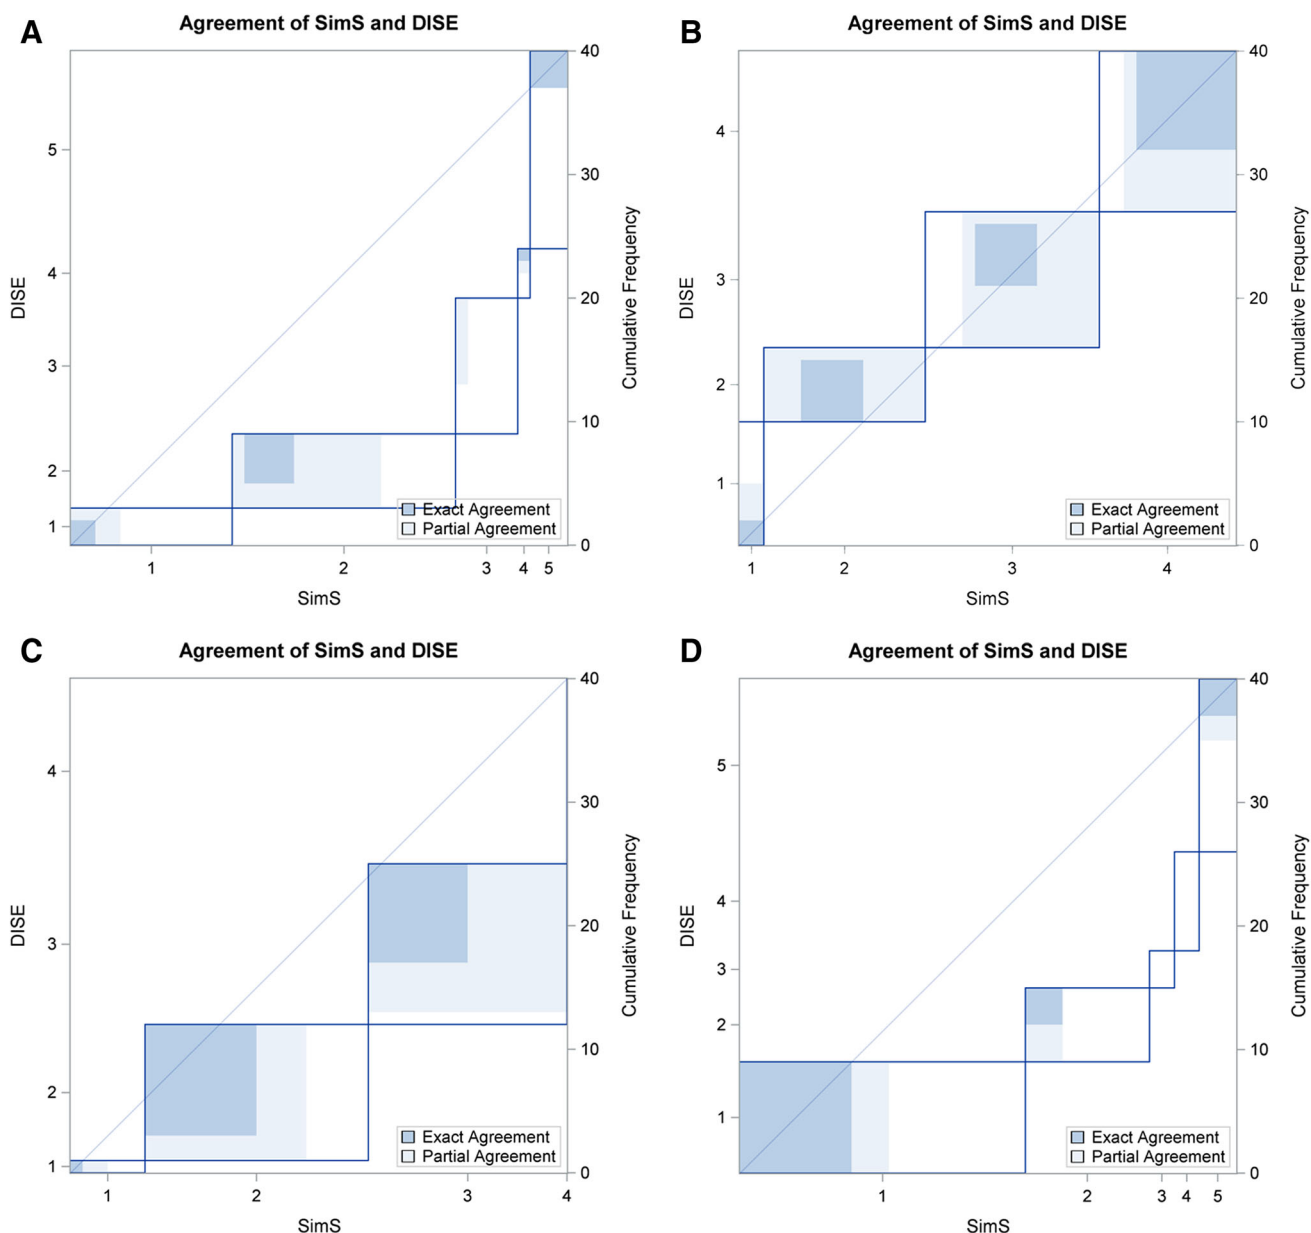 A
Agreement of SimS and DISE
DISE
5
4
3
2
1
40
30
20
10
0
Cumulative Frequency
Exact Agreement
Partial Agreement
1 2 3 4 5
SimS
B
Agreement of SimS and DISE
DISE
4
3
2
1
40
30
20
10
0
Cumulative Frequency
Exact Agreement
Partial Agreement
1 2 3 4
SimS
C
Agreement of SimS and DISE
DISE
4
3
2
1
40
30
20
10
0
Cumulative Frequency
Exact Agreement
Partial Agreement
1 2 3 4
SimS
D
Agreement of SimS and DISE
DISE
5
4
3
2
1
40
30
20
10
0
Cumulative Frequency
Exact Agreement
Partial Agreement
1 2 3 4 5
SimS